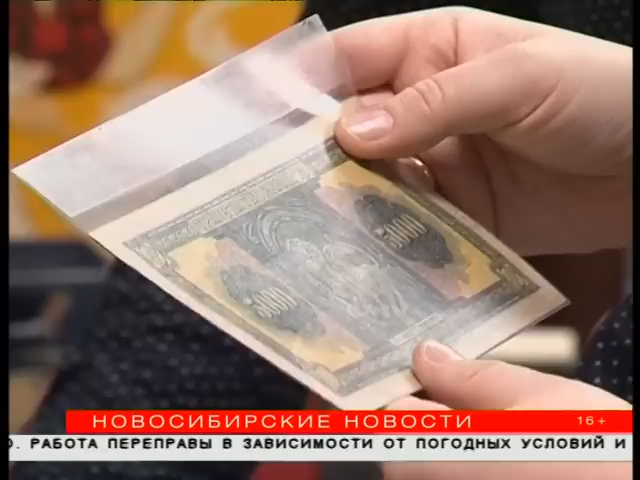 5000
5000
НОВОСИБИРСКИЕ НОВОСТИ 16+
О. РАБОТА ПЕРЕПРАВЫ В ЗАВИСИМОСТИ ОТ ПОГОДНЫХ УСЛОВИЙ И